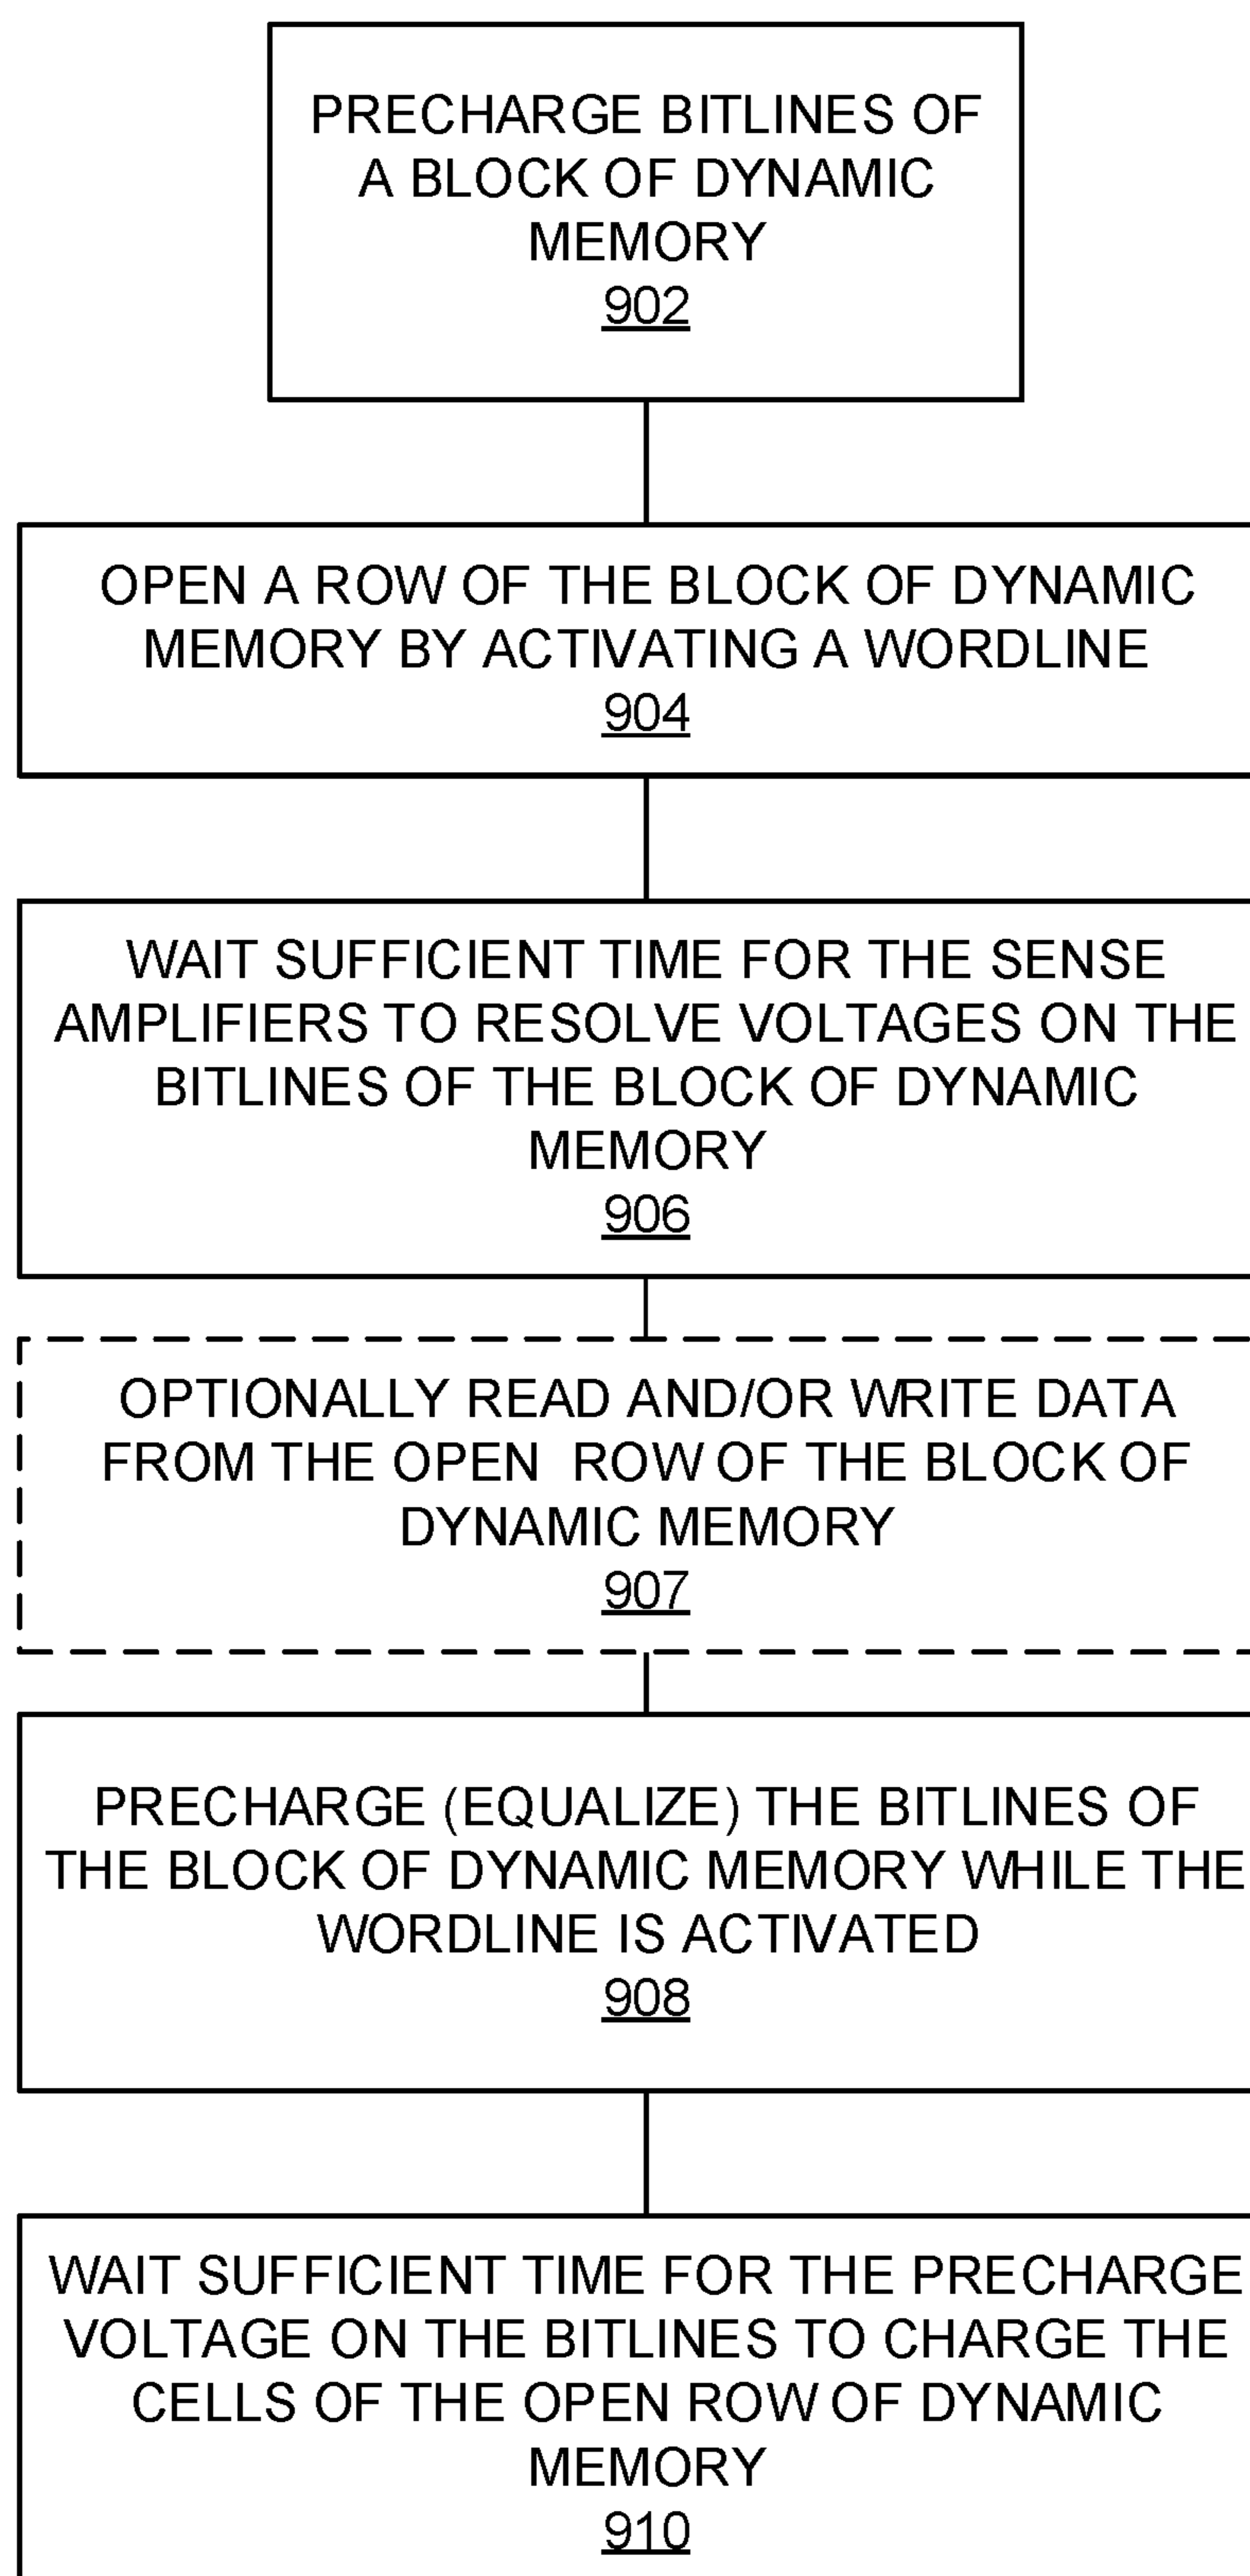 PRECHARGE BITLINES OF
A BLOCK OF DYNAMIC
MEMORY
902
OPEN A ROW OF THE BLOCK OF DYNAMIC
MEMORY BY ACTIVATING A WORDLINE
904
WAIT SUFFICIENT TIME FOR THE SENSE
AMPLIFIERS TO RESOLVE VOLTAGES ON THE
BITLINES OF THE BLOCK OF DYNAMIC
MEMORY
906
OPTIONALLY READ AND/OR WRITE DATA
FROM THE OPEN ROW OF THE BLOCK OF
DYNAMIC MEMORY
907
PRECHARGE (EQUALIZE) THE BITLINES OF
THE BLOCK OF DYNAMIC MEMORY WHILE THE
WORDLINE IS ACTIVATED
908
WAIT SUFFICIENT TIME FOR THE PRECHARGE
VOLTAGE ON THE BITLINES TO CHARGE THE
CELLS OF THE OPEN ROW OF DYNAMIC
MEMORY
910